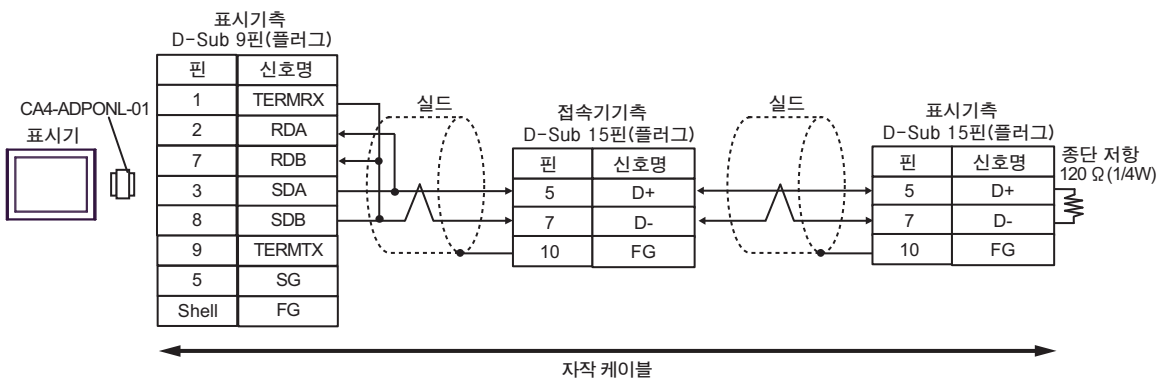 표시기측
D-Sub 9핀(플러그)
CA4-ADPONL-01
표시기
핀 신호명
1 TERMRX
2 RDA
7 RDB
3 SDA
8 SDB
9 TERMTX
5 SG
Shell FG
실드
접속기기측
D-Sub 15핀(플러그)
핀 신호명
5 D+
7 D-
10 FG
실드
표시기측
D-Sub 15핀(플러그)
핀 신호명
5 D+
7 D-
10 FG
종단 저항
120 Ω (1/4W)
자작 케이블